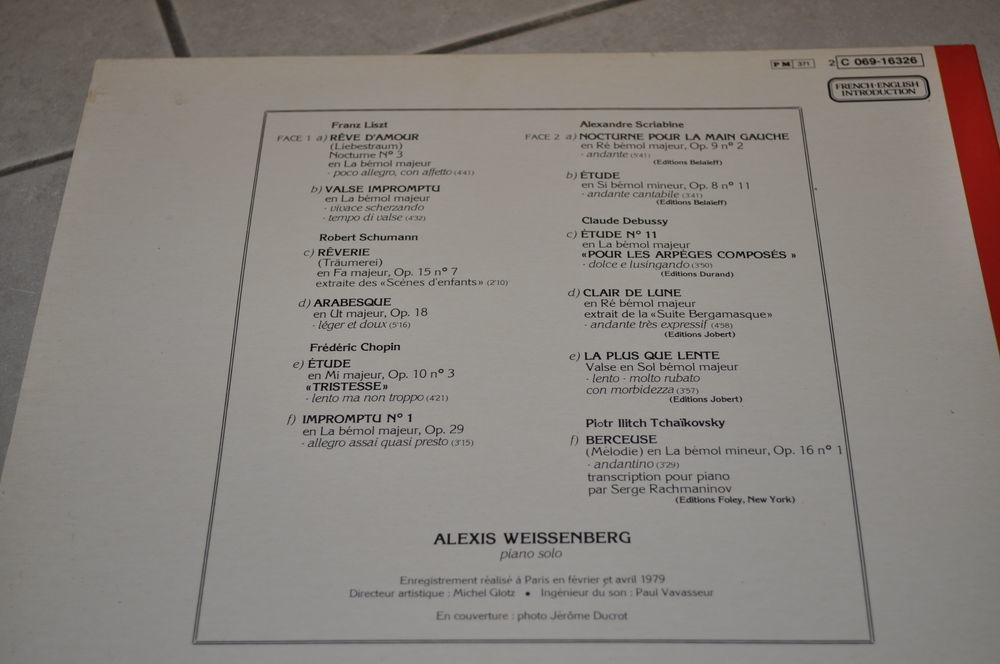 PM 371
2 C 069-16326
FRENCH-ENGLISH
INTRODUCTION
Franz Liszt
FACE 1 a) RÊVE D'AMOUR
(Liebestraum)
Nocturne Nº 3
en La bémol majeur
- poco allegro, con affetto (4'41)
b) VALSE IMPROMPTU
en La bémol majeur
- vivace scherzando
- tempo di valse (4'32)
Robert Schumann
c) RÊVERIE
(Träumerei)
en Fa majeur, Op. 15 nº 7
extraite des «Scènes d'enfants» (2'10)
d) ARABESQUE
en Ut majeur, Op. 18
- léger et doux (5'16)
Frédéric Chopin
e) ÉTUDE
en Mi majeur, Op. 10 nº 3
«TRISTESSE»
- lento ma non troppo (4'21)
f) IMPROMPTU Nº 1
en La bémol majeur, Op. 29
- allegro assai quasi presto (3'15)
Alexandre Scriabine
FACE 2 a) NOCTURNE POUR LA MAIN GAUCHE
en Ré bémol majeur, Op. 9 nº 2
- andante (5'41)
(Editions Belaïeff)
b) ÉTUDE
en Si bémol mineur, Op. 8 nº 11
- andante cantabile (3'41)
(Editions Belaïeff)
Claude Debussy
c) ÉTUDE Nº 11
en La bémol majeur
«POUR LES ARPÈGES COMPOSÉS »
- dolce e lusingando (3'50)
(Editions Durand)
d) CLAIR DE LUNE
en Ré bémol majeur
extrait de la «Suite Bergamasque»
- andante très expressif (4'58)
(Editions Jobert)
e) LA PLUS QUE LENTE
Valse en Sol bémol majeur
- lento - molto rubato
con morbidezza (3'57)
(Editions Jobert)
Piotr Ilitch Tchaïkovsky
f) BERCEUSE
(Mélodie) en La bémol mineur, Op. 16 nº 1
- andantino (3'29)
transcription pour piano
par Serge Rachmaninov
(Editions Foley, New York)
ALEXIS WEISSENBERG
piano solo
Enregistrement réalisé à Paris en février et avril 1979
Directeur artistique : Michel Glotz • Ingénieur du son : Paul Vavasseur
En couverture : photo Jérôme Ducrot